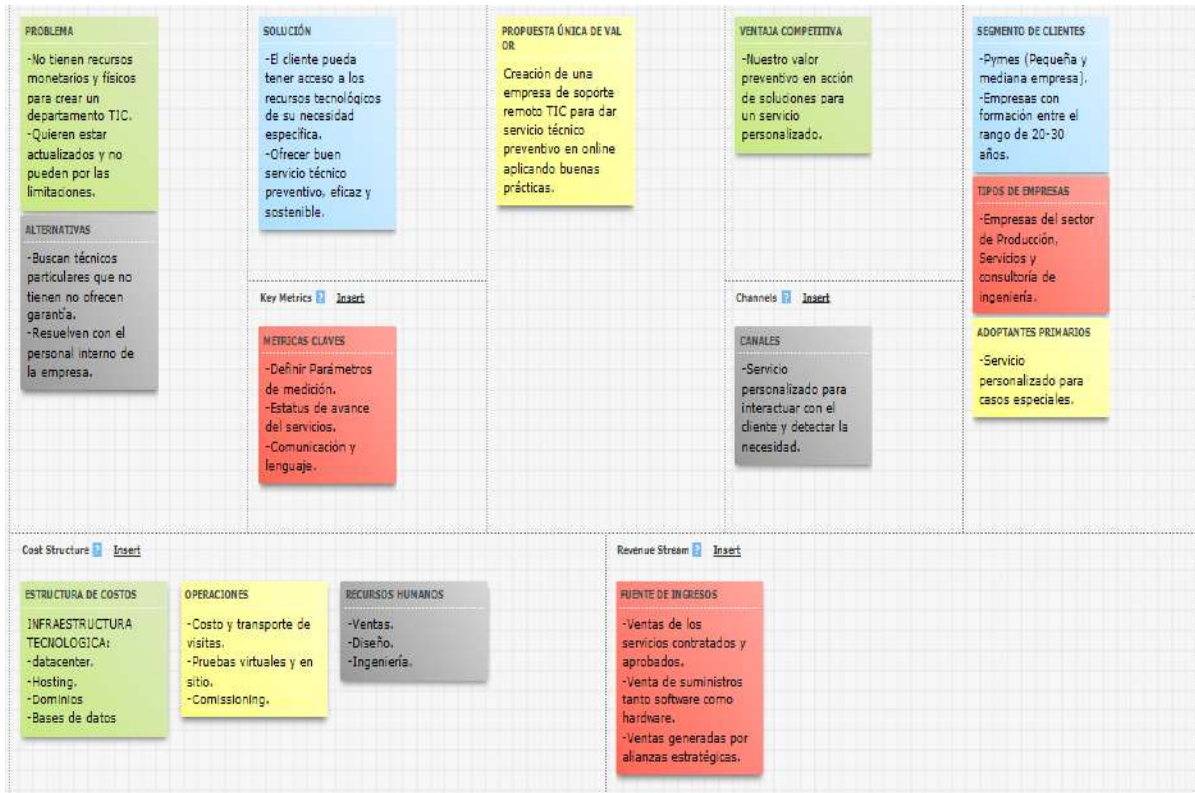 PROBLEMA
-No tienen recursos
monetarios y físicos
para crear un
departamento TIC.
-Quieren estar
actualizados y no
pueden por las
limitaciones.
ALTERNATIVAS
-Buscan técnicos
particulares que no
tienen no ofrecen
garantía.
-Resuelven con el
personal interno de
la empresa.
SOLUCIÓN
-El cliente pueda
tener acceso a los
recursos tecnológicos
de su necesidad
específica.
-Ofrecer buen
servicio técnico
preventivo, eficaz y
sostenible.
Key Metrics ? Insert
METRICAS CLAVES
-Definir Parámetros
de medición.
-Estatus de avance
del servicios.
-Comunicación y
lenguaje.
PROPUESTA ÚNICA DE VAL
OR
Creación de una
empresa de soporte
remoto TIC para dar
servicio técnico
preventivo en online
aplicando buenas
prácticas.
VENTAJA COMPETITIVA
-Nuestro valor
preventivo en acción
de soluciones para
un servicio
personalizado.
Channels ? Insert
CANALES
-Servicio
personalizado para
interactuar con el
cliente y detectar la
necesidad.
SEGMENTO DE CLIENTES
-Pymes (Pequeña y
mediana empresa).
-Empresas con
formación entre el
rango de 20-30
años.
TIPOS DE EMPRESAS
-Empresas del sector
de Producción,
Servicios y
consultoría de
ingeniería.
ADOPTANTES PRIMARIOS
-Servicio
personalizado para
casos especiales.
Cost Structure ? Insert
ESTRUCTURA DE COSTOS
INFRAESTRUCTURA
TECNOLOGICA:
-datacenter.
-Hosting.
-Dominios
-Bases de datos
OPERACIONES
-Costo y transporte de
visitas.
-Pruebas virtuales y en
sitio.
-Comissioning.
RECURSOS HUMANOS
-Ventas.
-Diseño.
-Ingeniería.
Revenue Stream ? Insert
FUENTE DE INGRESOS
-Ventas de los
servicios contratados y
aprobados.
-Venta de suministros
tanto software como
hardware.
-Ventas generadas por
alianzas estratégicas.